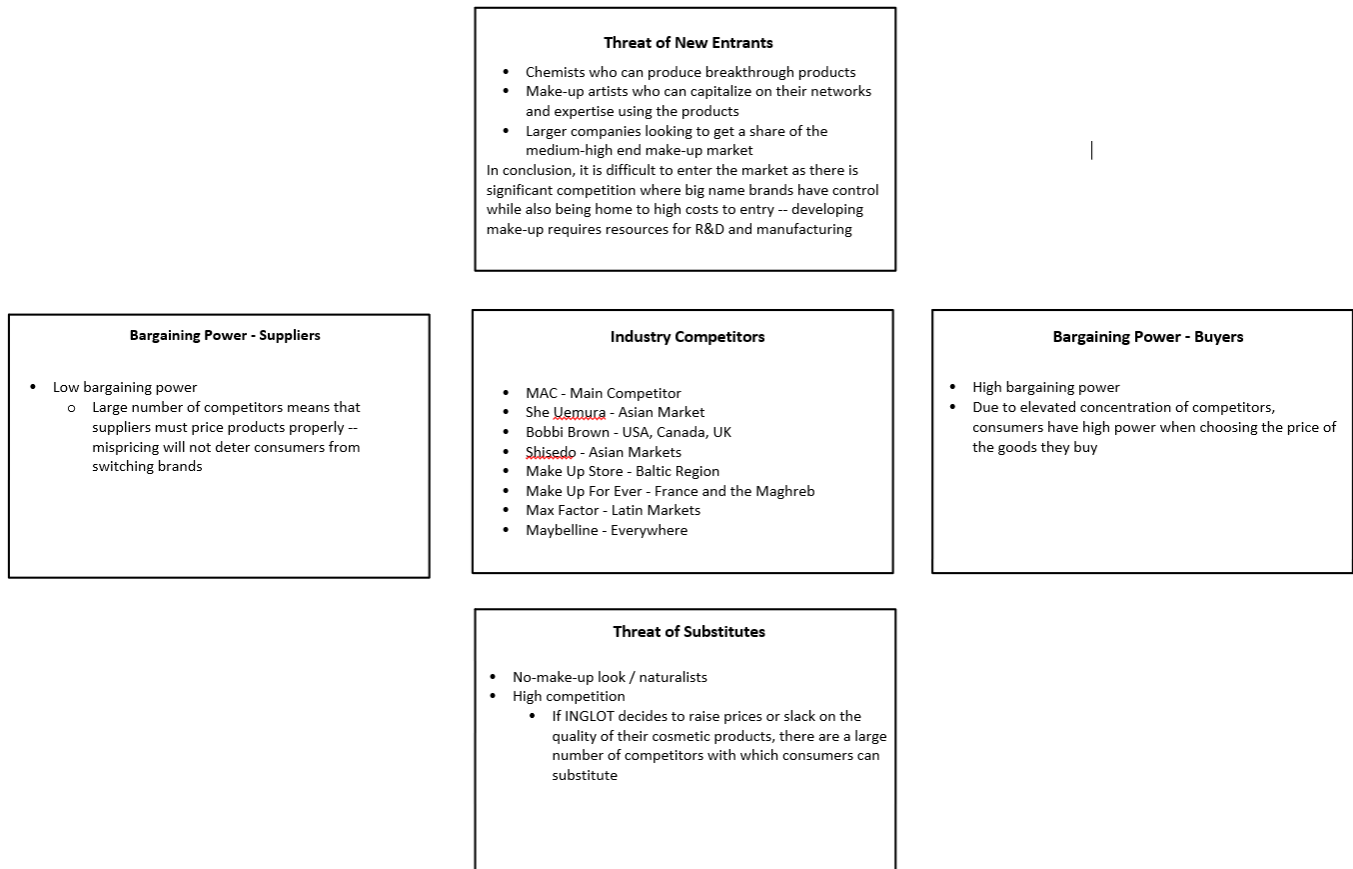 Threat of New Entrants
• Chemists who can produce breakthrough products
• Make-up artists who can capitalize on their networks
and expertise using the products
• Larger companies looking to get a share of the
medium-high end make-up market
In conclusion, it is difficult to enter the market as there is
significant competition where big name brands have control
while also being home to high costs to entry -- developing
make-up requires resources for R&D and manufacturing
Bargaining Power - Suppliers
• Low bargaining power
o Large number of competitors means that
suppliers must price products properly --
mispricing will not deter consumers from
switching brands
Industry Competitors
• MAC - Main Competitor
• She Uemura - Asian Market
• Bobbi Brown - USA, Canada, UK
• Shisedo - Asian Markets
• Make Up Store - Baltic Region
• Make Up For Ever - France and the Maghreb
• Max Factor - Latin Markets
• Maybelline - Everywhere
Bargaining Power - Buyers
• High bargaining power
• Due to elevated concentration of competitors,
consumers have high power when choosing the price of
the goods they buy
Threat of Substitutes
• No-make-up look / naturalists
• High competition
• If INGLOT decides to raise prices or slack on the
quality of their cosmetic products, there are a large
number of competitors with which consumers can
substitute